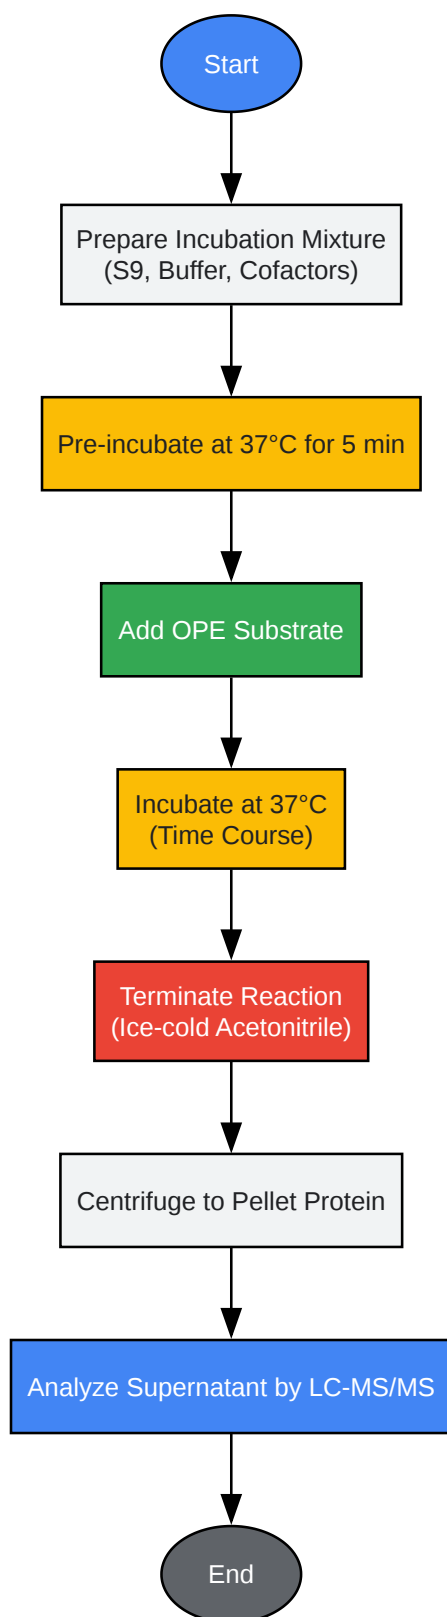 Start
Prepare Incubation Mixture
(S9, Buffer, Cofactors)
Pre-incubate at 37°C for 5 min
Add OPE Substrate
Incubate at 37°C
(Time Course)
Terminate Reaction
(Ice-cold Acetonitrile)
Centrifuge to Pellet Protein
Analyze Supernatant by LC-MS/MS
End